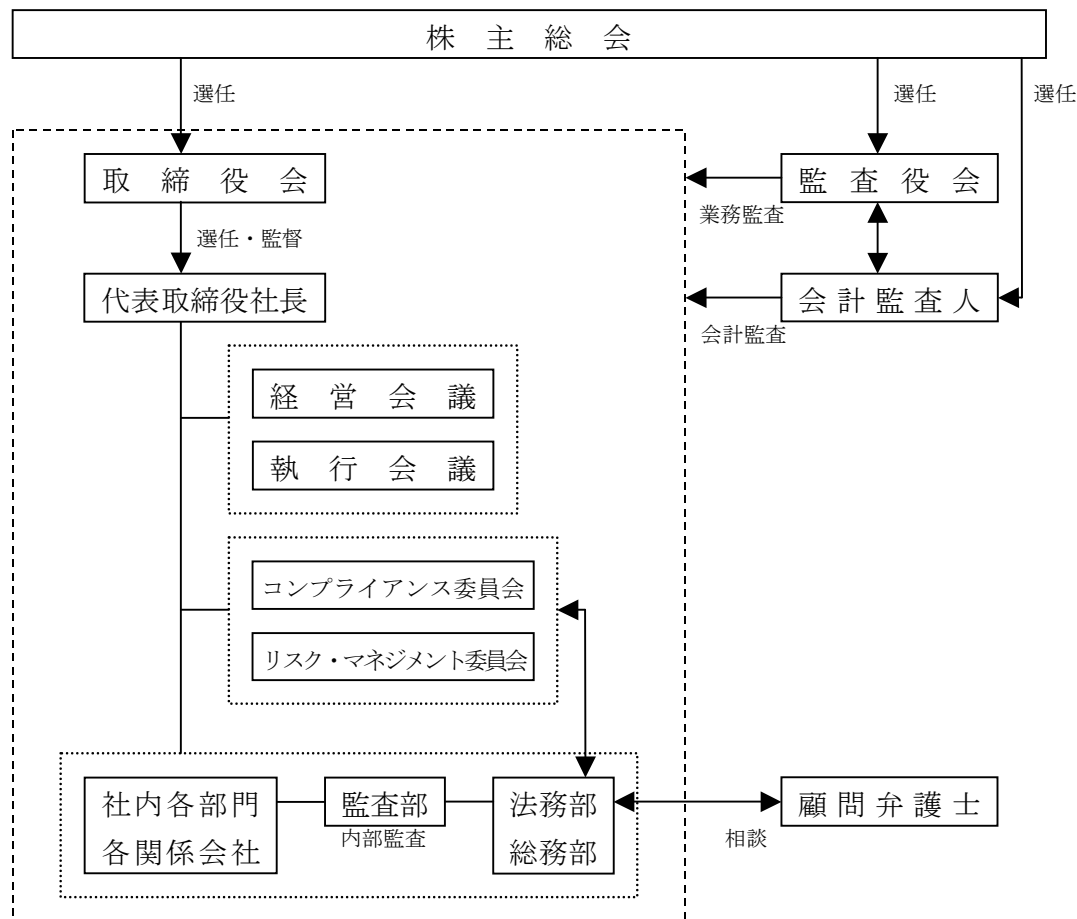 株主総会
選任
選任
選任
取締役会
監査役会
業務監査
選任・監督
代表取締役社長
会計監査人
会計監査
経営会議
執行会議
コンプライアンス委員会
リスク・マネジメント委員会
社内各部門
各関係会社
監査部
内部監査
法務部
総務部
相談
顧問弁護士